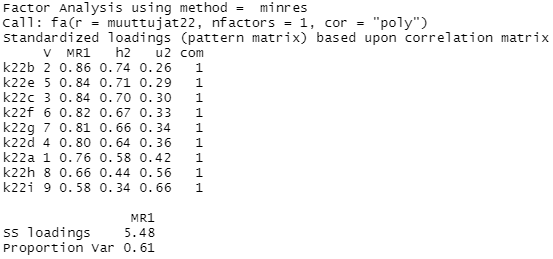 Factor Analysis using method =  minres
Call: fa(r = muuttujat22, nfactors = 1, cor = "poly")
Standardized loadings (pattern matrix) based upon correlation matrix
V  MR1   h2   u2 com
k22b 2 0.86 0.74 0.26   1
k22e 5 0.84 0.71 0.29   1
k22c 3 0.84 0.70 0.30   1
k22f 6 0.82 0.67 0.33   1
k22g 7 0.81 0.66 0.34   1
k22d 4 0.80 0.64 0.36   1
k22a 1 0.76 0.58 0.42   1
k22h 8 0.66 0.44 0.56   1
k22i 9 0.58 0.34 0.66   1
MR1
SS loadings    5.48
Proportion Var 0.61